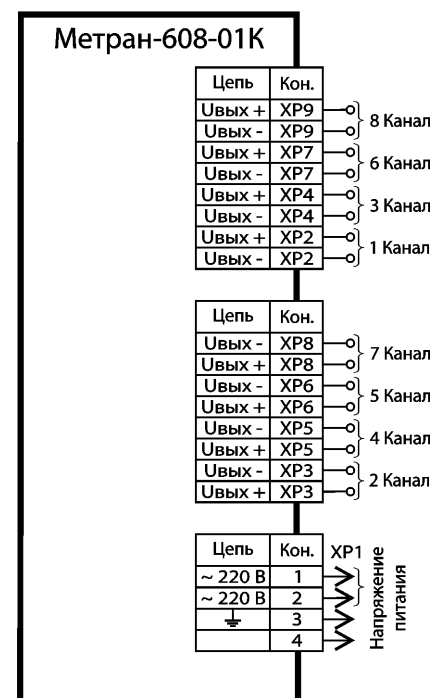 Метран-608-01К
Цепь Кон.
Uвых + XP9
Uвых - XP9
8 Канал
Uвых + XP7
Uвых - XP7
6 Канал
Uвых + XP4
Uвых - XP4
3 Канал
Uвых + XP2
Uвых - XP2
1 Канал
Цепь Кон.
Uвых - XP8
Uвых + XP8
7 Канал
Uвых - XP6
Uвых + XP6
5 Канал
Uвых - XP5
Uвых + XP5
4 Канал
Uвых - XP3
Uвых + XP3
2 Канал
Цепь Кон. XP1
~ 220 В 1
~ 220 В 2
3
4
Напряжение
питания